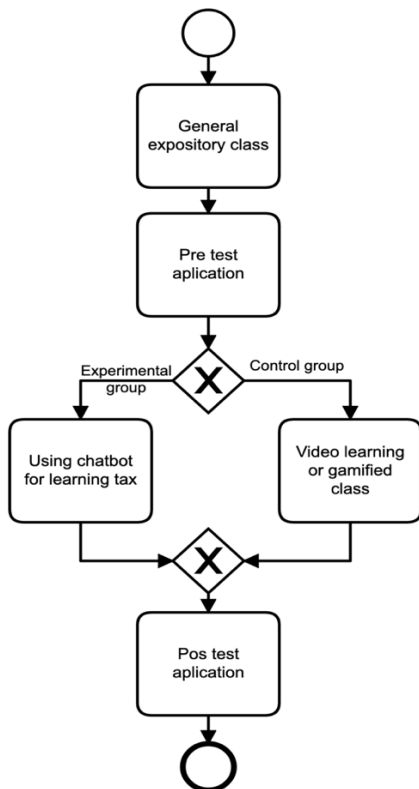 General
expository class
Pre test
aplication
Experimental
group
Control group
X
Using chatbot
for learning tax
Video learning
or gamified
class
X
Pos test
aplication